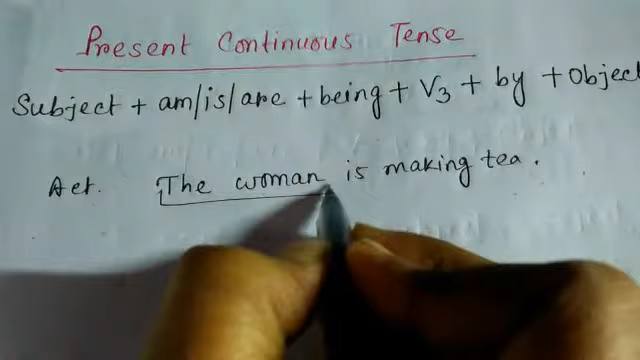 Present Continuous Tense
Subject + am/is/are + being + V3 + by + Object
Act. The woman is making tea.